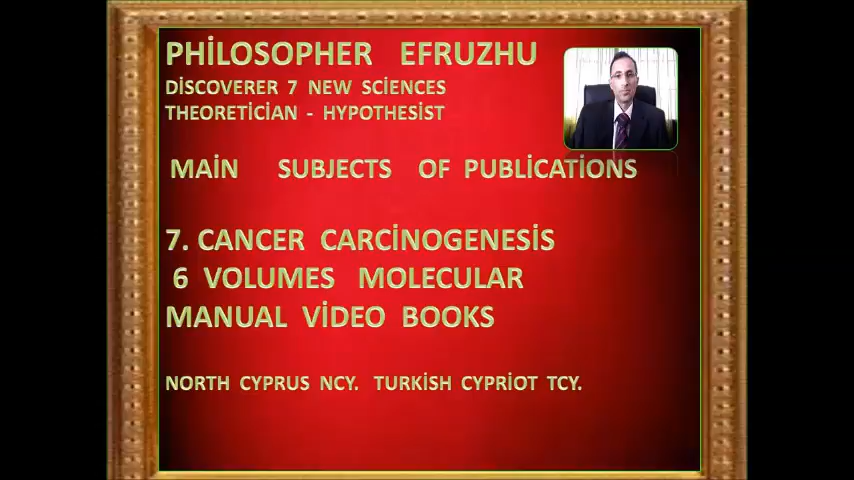 PHİLOSOPHER EFRUZHU
DİSCOVERER 7 NEW SCİENCES
THEORETİCİAN - HYPOTHESİST
MAİN SUBJECTS OF PUBLİCATİONS
7. CANCER CARCİNOGENESİS
6 VOLUMES MOLECULAR
MANUAL VİDEO BOOKS
NORTH CYPRUS NCY. TURKİSH CYPRİOT TCY.